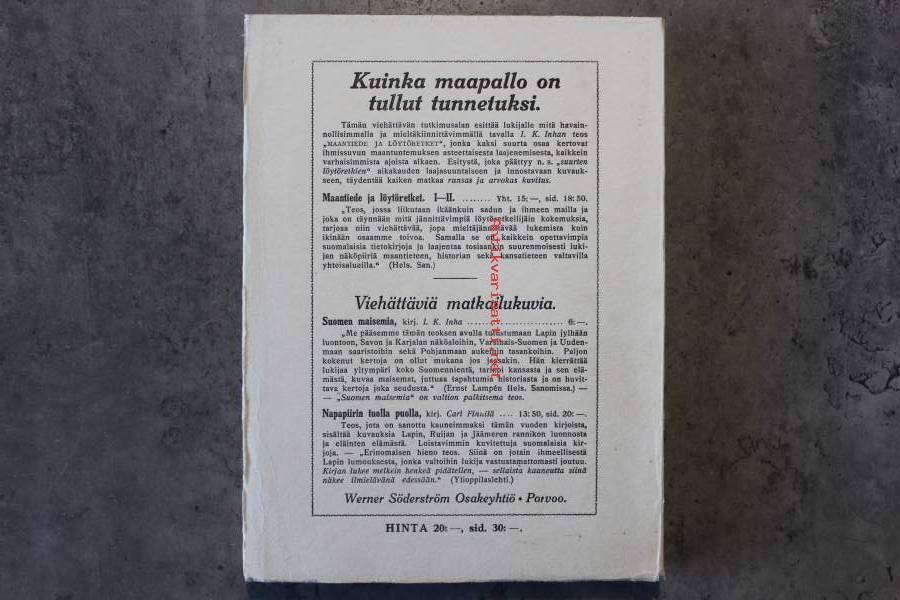 Kuinka maapallo on
tullut tunnetuksi.
Tämän viehättävän tutkimusalan esittää lukijalle mitä havain-
nollisimmalla ja mieltäkiinnittävimmällä tavalla I. K. Inhan teos
„MAANTIEDE JA LÖYTÖRETKET", jonka kaksi suurta osaa kertovat
ihmissuvun maantuntemuksen asteettaisesta laajenemisesta, kaikkein
varhaisimmista ajoista alkaen. Esitystä, joka päättyy n. s. „suurten
löytöretkien" aikakauden laajasuuntaiseen ja innostavaan kuvauk-
seen, täydentää kaiken matkaa runsas ja arvokas kuvitus.
Maantiede ja löytöretket. I—II. ........ Yht. 15:—, sid. 18:50.
„Teos, jossa liikutaan ikäänkuin sadun ja ihmeen mailla ja
joka on täynnään mitä jännittävimpiä löytöretkeilijäin kokemuksia,
tarjoaa niin viehättävää, jopa mieltäjännittävää lukemista kuin
ikinään osaamme toivoa. Samalla se on kaikkein opettavimpia
suomalaisia tietokirjoja ja laajentaa tosiaankin suurenmoisesti luki-
jan näköpiiriä maantieteen, historian sekä kansatieteen valtavilla
yhteisalueilla." (Hels. San.)
Viehättäviä matkailukuvia.
Suomen maisemia, kirj. I. K. Inha .......................... 6:—.
„Me pääsemme tämän teoksen avulla tutustumaan Lapin jylhään
luontoon, Savon ja Karjalan näköaloihin, Varsinais-Suomen ja Uuden-
maan saaristoihin sekä Pohjanmaan aukeihin tasankoihin. Paljon
kokenut kertoja on ollut mukana jos jossakin. Hän kierrättää
lukijaa yltympäri koko Suomennientä, tarinoi kansasta ja sen elä-
mästä, kuvaa maisemat, juttuaa tapahtumia historiasta ja on huvit-
tava kertoja joka seudusta." (Ernst Lampén Hels. Sanomissa.) —
— „Suomen maisemia" on valtion palkitsema teos.
Napapiirin tuolla puolla, kirj. Carl Finnilä .... 13:50, sid. 20:—.
Teos, jota on sanottu kauneimmaksi tämän vuoden kirjoista,
sisältää kuvauksia Lapin, Ruijan ja Jäämeren rannikon luonnosta
ja eläinten elämästä. Loistavimmin kuvitettuja suomalaisia kir-
joja. — „Erinomaisen hieno teos. Siinä on jotain ihmeellisestä
Lapin lumouksesta, jonka valtoihin lukija vastustamattomasti joutuu.
Kirjan lukee melkein henkeä pidätellen, — sellaista kauneutta siinä
näkee ilmielävänä edessään." (Ylioppilaslehti.)
Werner Söderström Osakeyhtiö • Porvoo.
HINTA 20:—, sid. 30:—.